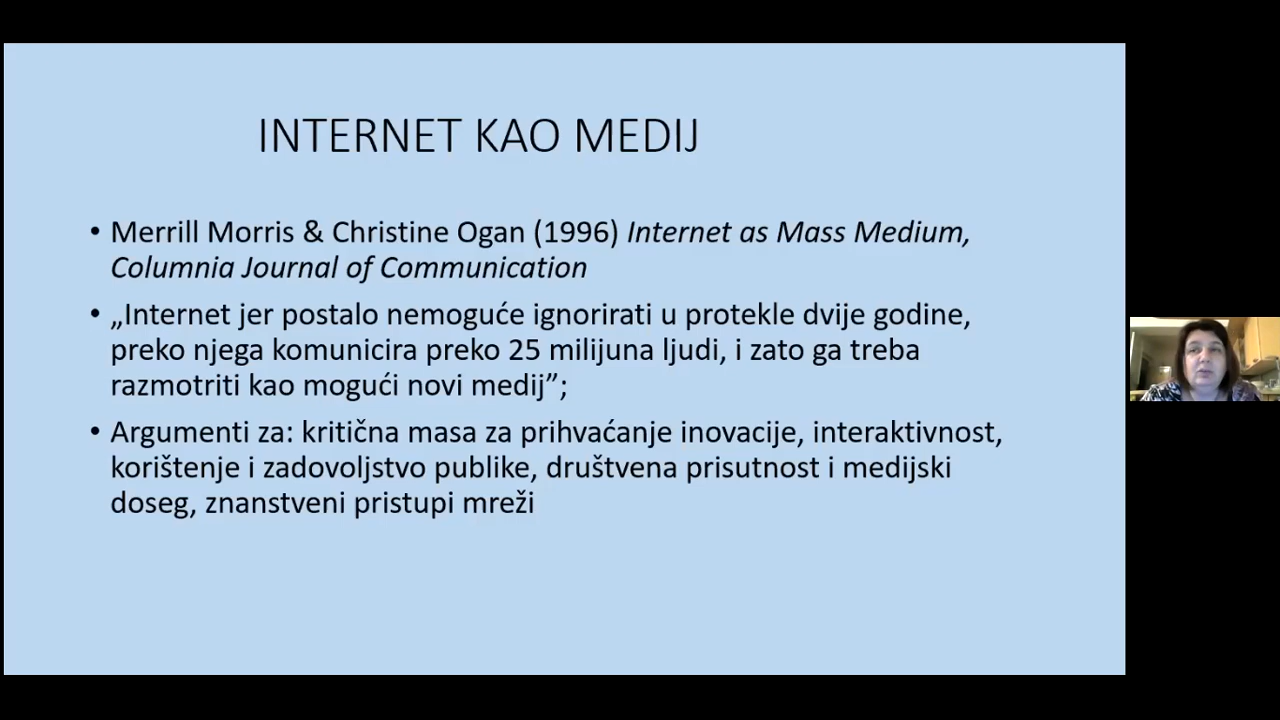 INTERNET KAO MEDIJ
• Merrill Morris & Christine Ogan (1996) Internet as Mass Medium,
Columnia Journal of Communication
• „Internet jer postalo nemoguće ignorirati u protekle dvije godine,
preko njega komunicira preko 25 milijuna ljudi, i zato ga treba
razmotriti kao mogući novi medij”;
• Argumenti za: kritična masa za prihvaćanje inovacije, interaktivnost,
korištenje i zadovoljstvo publike, društvena prisutnost i medijski
doseg, znanstveni pristupi mreži